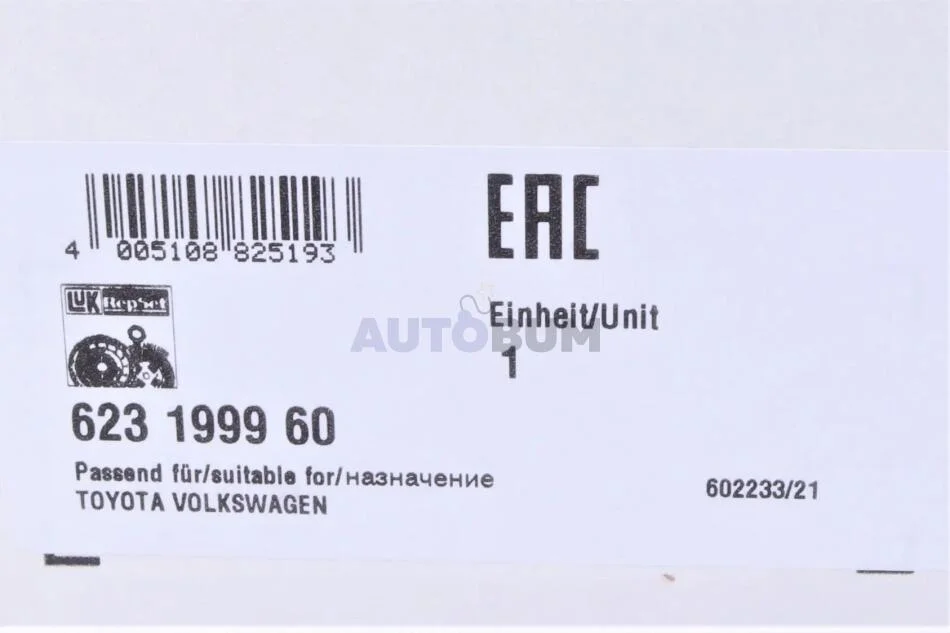 4 005108 825193
EAC
LUK RepSet
Einheit/Unit
AUTOBUM
1
623 1999 60
Passend für/suitable for/назначение
TOYOTA VOLKSWAGEN
602233/21